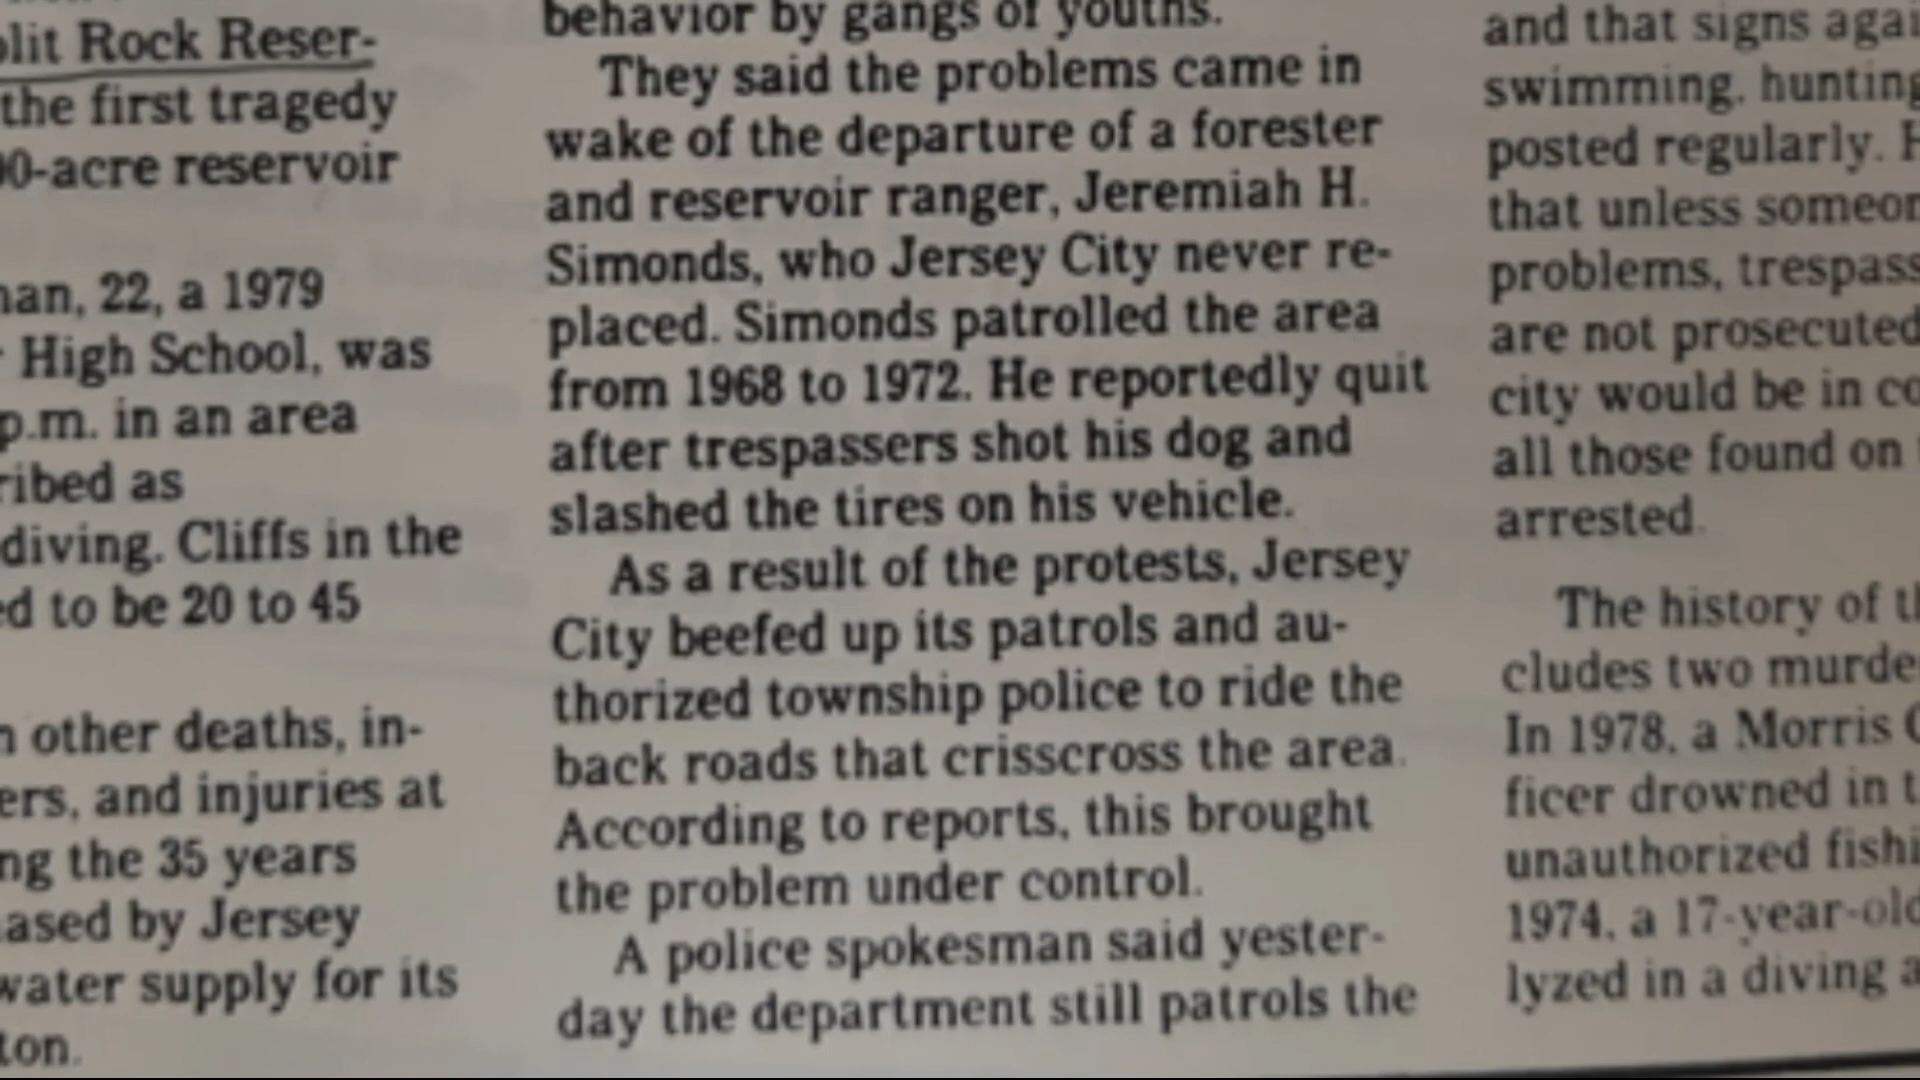 lit Rock Reser-
the first tragedy
0-acre reservoir
an, 22, a 1979
High School, was
p.m. in an area
ribed as
diving. Cliffs in the
ed to be 20 to 45
other deaths, in-
ers, and injuries at
ng the 35 years
ased by Jersey
water supply for its
ton.
behavior by gangs of youths.
They said the problems came in
wake of the departure of a forester
and reservoir ranger, Jeremiah H.
Simonds, who Jersey City never re-
placed. Simonds patrolled the area
from 1968 to 1972. He reportedly quit
after trespassers shot his dog and
slashed the tires on his vehicle.
As a result of the protests, Jersey
City beefed up its patrols and au-
thorized township police to ride the
back roads that crisscross the area.
According to reports, this brought
the problem under control.
A police spokesman said yester-
day the department still patrols the
and that signs agai
swimming, hunting
posted regularly. H
that unless someon
problems, trespass
are not prosecuted
city would be in co
all those found on
arrested.
The history of th
cludes two murde
In 1978, a Morris C
ficer drowned in t
unauthorized fishi
1974, a 17-year-old
lyzed in a diving a